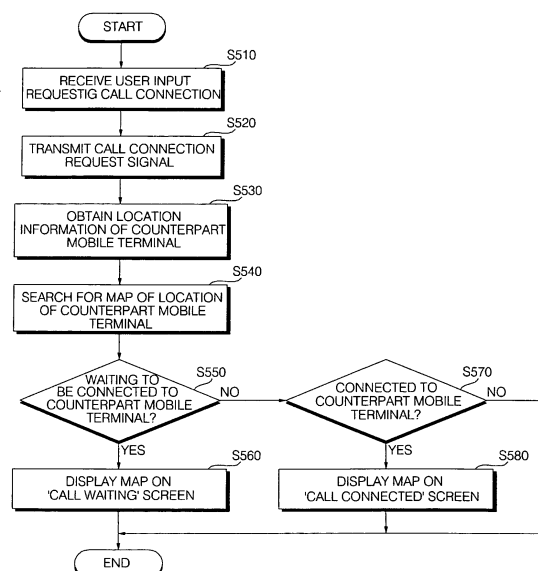 START
S510
RECEIVE USER INPUT
REQUESTIG CALL CONNECTION
S520
TRANSMIT CALL CONNECTION
REQUEST SIGNAL
S530
OBTAIN LOCATION
INFORMATION OF COUNTERPART
MOBILE TERMINAL
S540
SEARCH FOR MAP OF LOCATION
OF COUNTERPART MOBILE
TERMINAL
S550
WAITING TO
BE CONNECTED TO
COUNTERPART MOBILE
TERMINAL?
NO
S570
CONNECTED TO
COUNTERPART MOBILE
TERMINAL?
NO
YES
S560
DISPLAY MAP ON
'CALL WAITING' SCREEN
YES
S580
DISPLAY MAP ON
'CALL CONNECTED' SCREEN
END